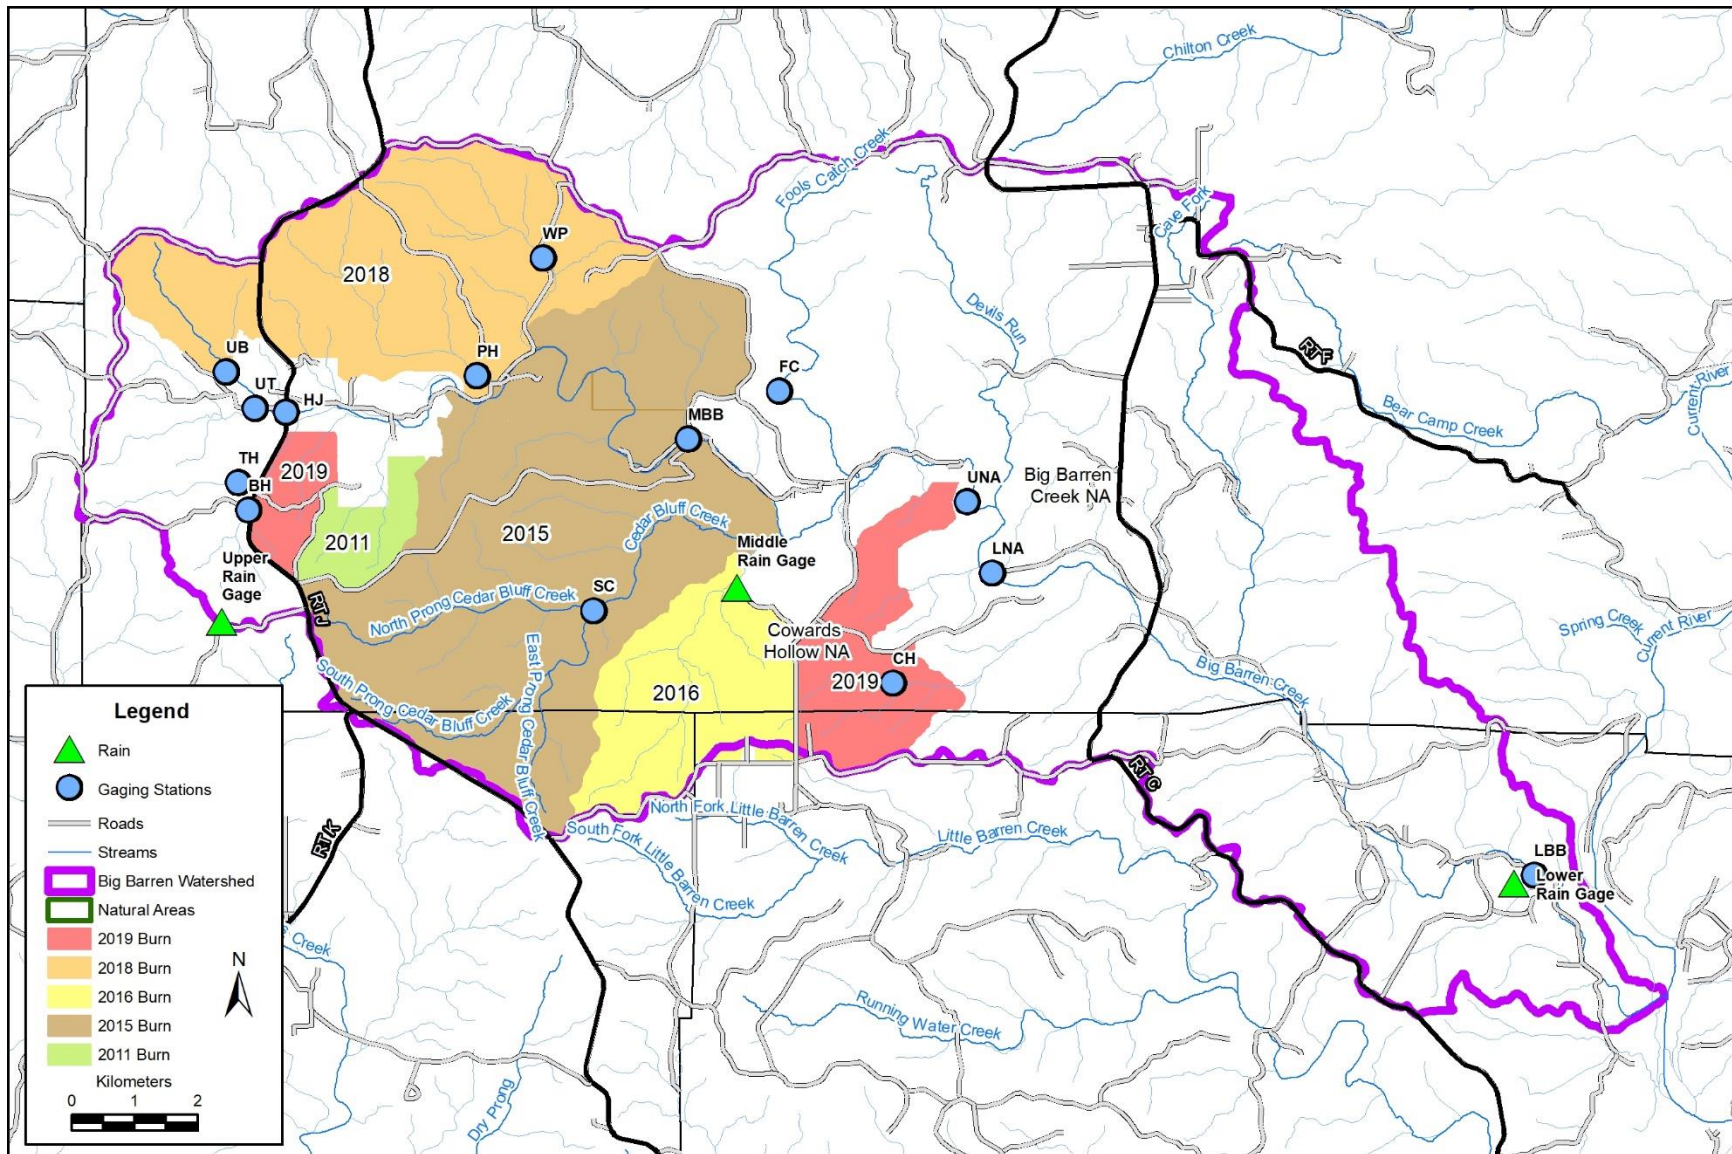 Chilton Creek
Fools Catch Creek
Cave Fork
WP
2018
Devils Run
RT F
Current River
UB
PH
FC
UT
HJ
MBB
Bear Camp Creek
TH
2019
BH
UNA
Big Barren
Creek NA
2011
2015
Cedar Bluff Creek
Middle
Rain Gage
LNA
Upper
Rain
Gage
RT J
North Prong Cedar Bluff Creek
SC
Cowards
Hollow NA
Spring Creek
Current River
CH
2019
2016
Big Barren Creek
South Prong Cedar Bluff Creek
East Prong Cedar Bluff Creek
RT C
RT K
North Fork Little Barren Creek
South Fork Little Barren Creek
Little Barren Creek
LBB
Lower
Rain Gage
Running Water Creek
Dry Prong
Creek
Legend
Rain
Gaging Stations
Roads
Streams
Big Barren Watershed
Natural Areas
2019 Burn
2018 Burn
2016 Burn
2015 Burn
2011 Burn
N
Kilometers
0 1 2